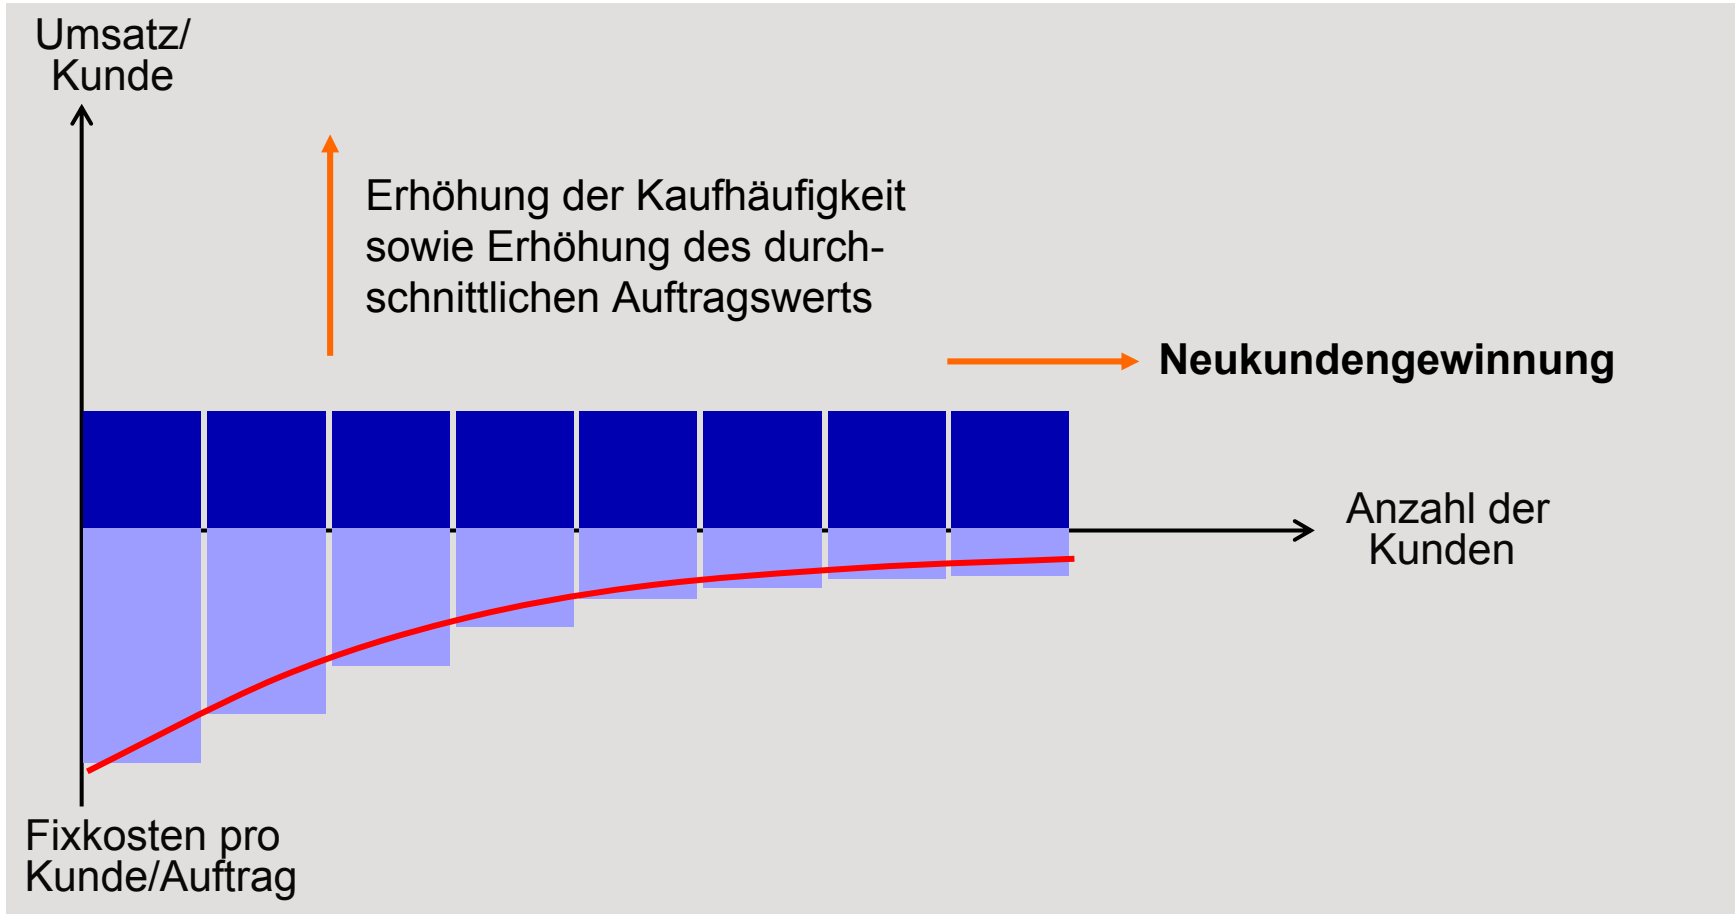 Umsatz/
Kunde
Erhöhung der Kaufhäufigkeit
sowie Erhöhung des durch-
schnittlichen Auftragswerts
Neukundengewinnung
Anzahl der
Kunden
Fixkosten pro
Kunde/Auftrag